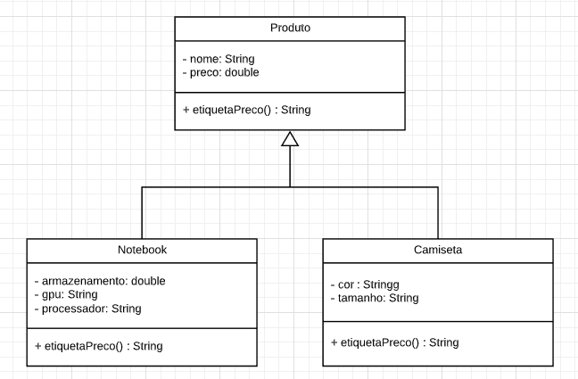 Produto
- nome: String
- preco: double
+ etiquetaPreco() : String
Notebook
- armazenamento: double
- gpu: String
- processador: String
+ etiquetaPreco() : String
Camiseta
- cor : Stringg
- tamanho: String
+ etiquetaPreco() : String